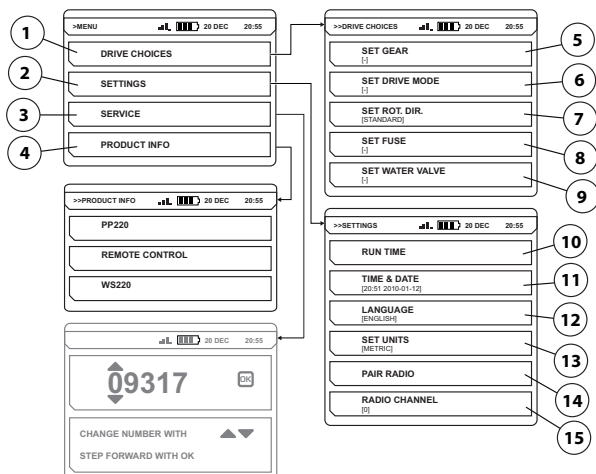 >MENU 20 DEC 20:55
1
DRIVE CHOICES
2
SETTINGS
3
SERVICE
4
PRODUCT INFO
>>PRODUCT INFO 20 DEC 20:55
PP220
REMOTE CONTROL
WS220
20 DEC 20:55
09317 OK
CHANGE NUMBER WITH
STEP FORWARD WITH OK
>>DRIVE CHOICES 20 DEC 20:55
SET GEAR
[-]
5
SET DRIVE MODE
[-]
6
SET ROT. DIR.
[STANDARD]
7
SET FUSE
[-]
8
SET WATER VALVE
[-]
9
>>SETTINGS 20 DEC 20:55
RUN TIME
10
TIME & DATE
[20:51 2010-01-12]
11
LANGUAGE
[ENGLISH]
12
SET UNITS
[METRIC]
13
PAIR RADIO
14
RADIO CHANNEL
[0]
15